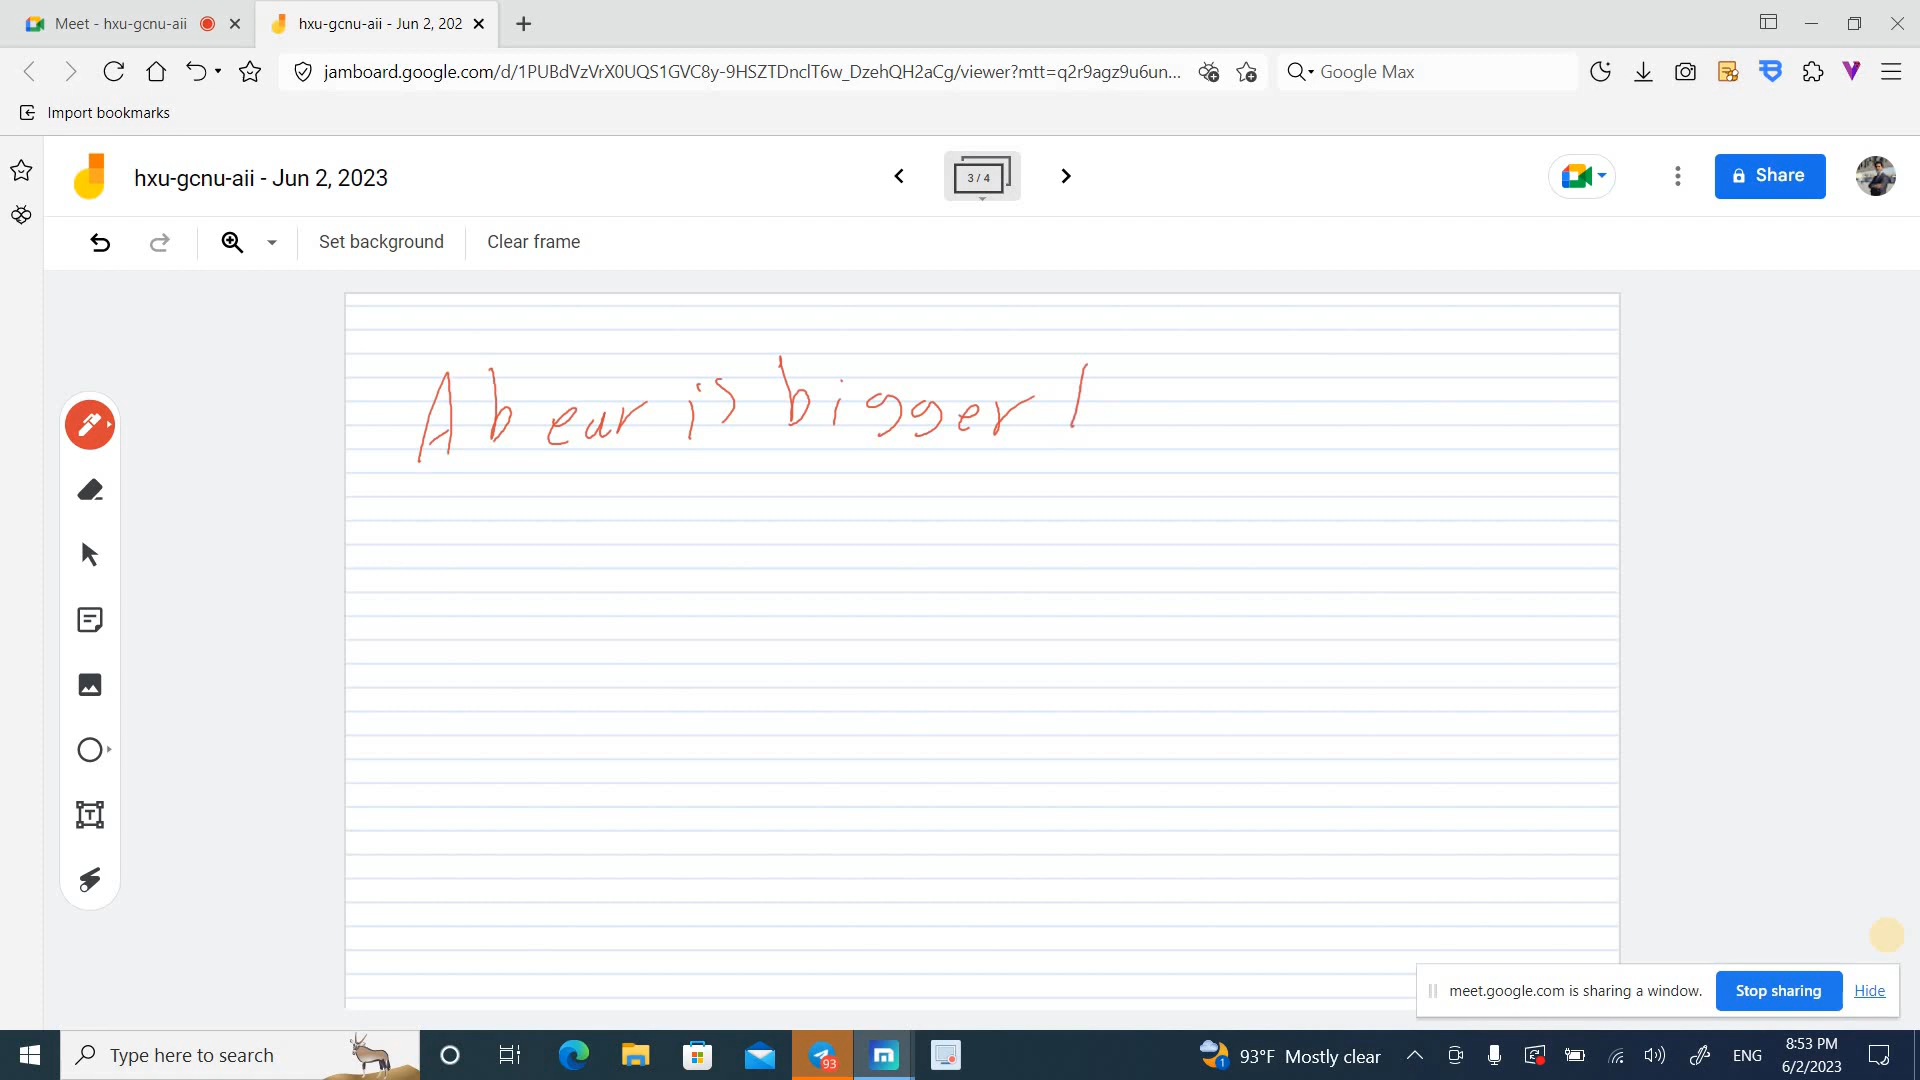 Meet - hxu-gcnu-aii
hxu-gcnu-aii - Jun 2, 202
jamboard.google.com/d/1PUBdVzVrX0UQS1GVC8y-9HSZTDnclT6w_DzehQH2aCg/viewer?mtt=q2r9agz9u6un...
Google Max
Import bookmarks
hxu-gcnu-aii - Jun 2, 2023
3 / 4
Share
Set background
Clear frame
A bear is bigger
meet.google.com is sharing a window.
Stop sharing
Hide
Type here to search
93
1
93°F Mostly clear
ENG
8:53 PM
6/2/2023